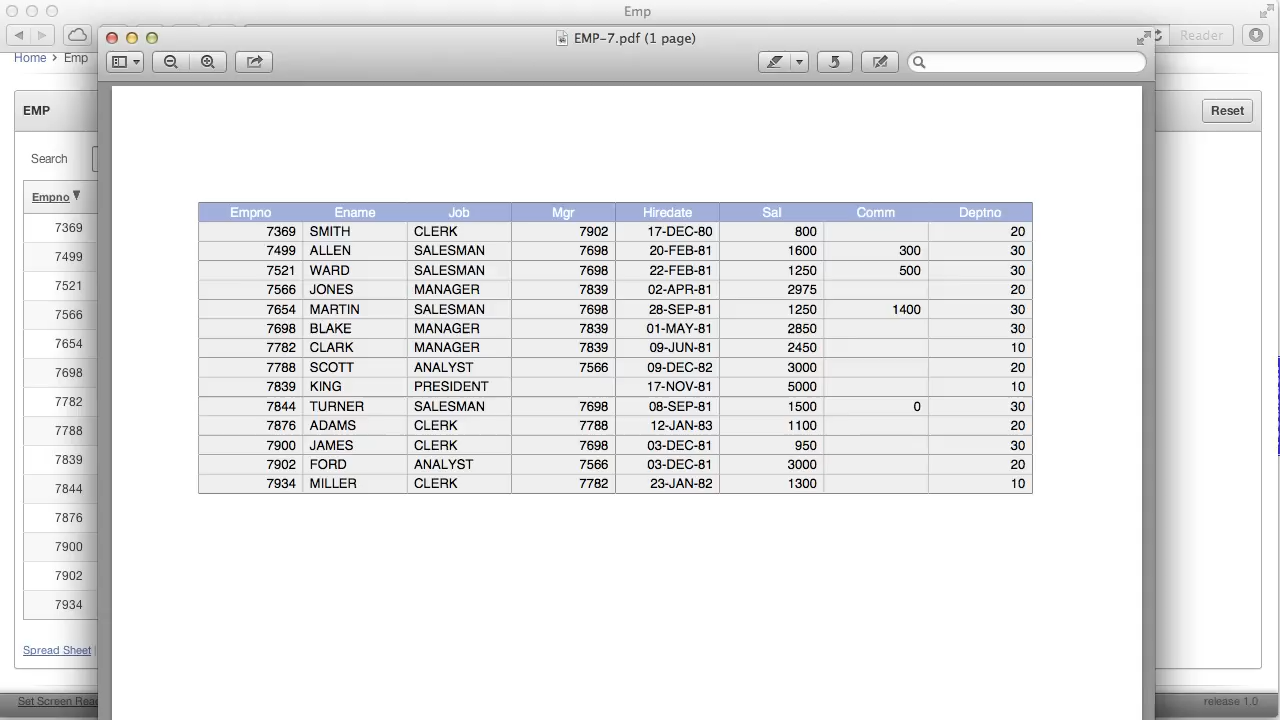 Emp
EMP-7.pdf (1 page)
Reader
Home > Emp
EMP
Reset
Search
Empno
7369
7499
7521
7566
7654
7698
7782
7788
7839
7844
7876
7900
7902
7934
Empno Ename Job Mgr Hiredate Sal Comm Deptno
7369 SMITH CLERK 7902 17-DEC-80 800 20
7499 ALLEN SALESMAN 7698 20-FEB-81 1600 300 30
7521 WARD SALESMAN 7698 22-FEB-81 1250 500 30
7566 JONES MANAGER 7839 02-APR-81 2975 20
7654 MARTIN SALESMAN 7698 28-SEP-81 1250 1400 30
7698 BLAKE MANAGER 7839 01-MAY-81 2850 30
7782 CLARK MANAGER 7839 09-JUN-81 2450 10
7788 SCOTT ANALYST 7566 09-DEC-82 3000 20
7839 KING PRESIDENT 17-NOV-81 5000 10
7844 TURNER SALESMAN 7698 08-SEP-81 1500 0 30
7876 ADAMS CLERK 7788 12-JAN-83 1100 20
7900 JAMES CLERK 7698 03-DEC-81 950 30
7902 FORD ANALYST 7566 03-DEC-81 3000 20
7934 MILLER CLERK 7782 23-JAN-82 1300 10
Spread Sheet
Set Screen Read
release 1.0